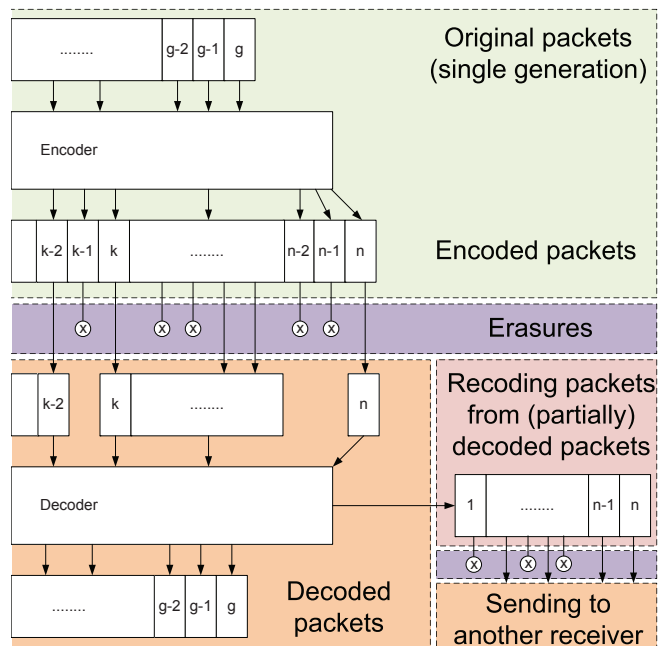 ........ g-2 g-1 g
Original packets
(single generation)
Encoder
k-2 k-1 k ........ n-2 n-1 n
Encoded packets
x x x x x
Erasures
k-2 k ........ n
Recoding packets
from (partially)
decoded packets
Decoder
1 ........ n-1 n
x x x
........ g-2 g-1 g
Decoded
packets
Sending to
another receiver